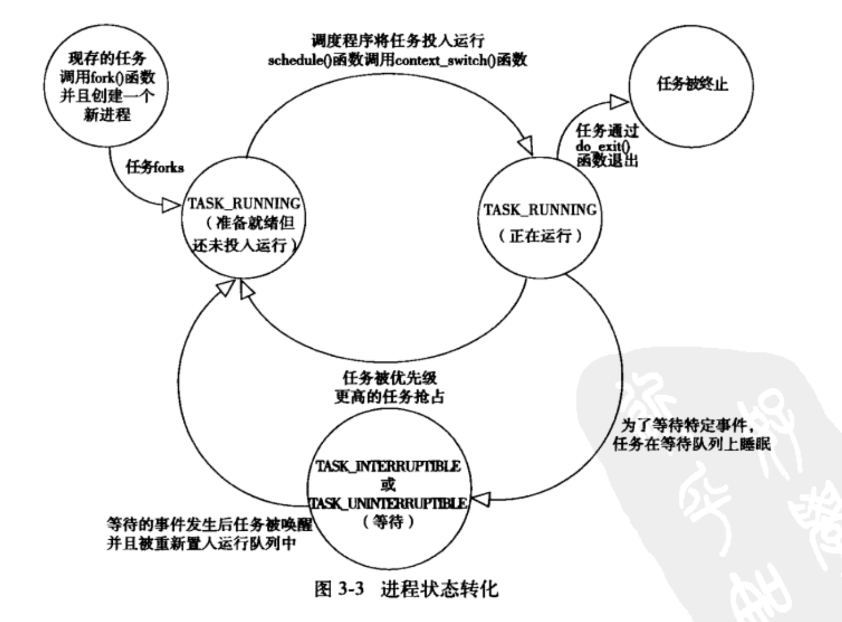 现存的任务
调用fork()函数
并且创建一个
新进程
调度程序将任务投入运行
schedule()函数调用context_switch()函数
任务被终止
任务通过
do_exit()
函数退出
任务forks
TASK_RUNNING
（准备就绪但
还未投入运行）
TASK_RUNNING
（正在运行）
任务被优先级
更高的任务抢占
为了等待特定事件，
任务在等待队列上睡眠
TASK_INTERRUPTIBLE
或
TASK_UNINTERRUPTIBLE
（等待）
等待的事件发生后任务被唤醒
并且被重新置入运行队列中
图 3-3 进程状态转化